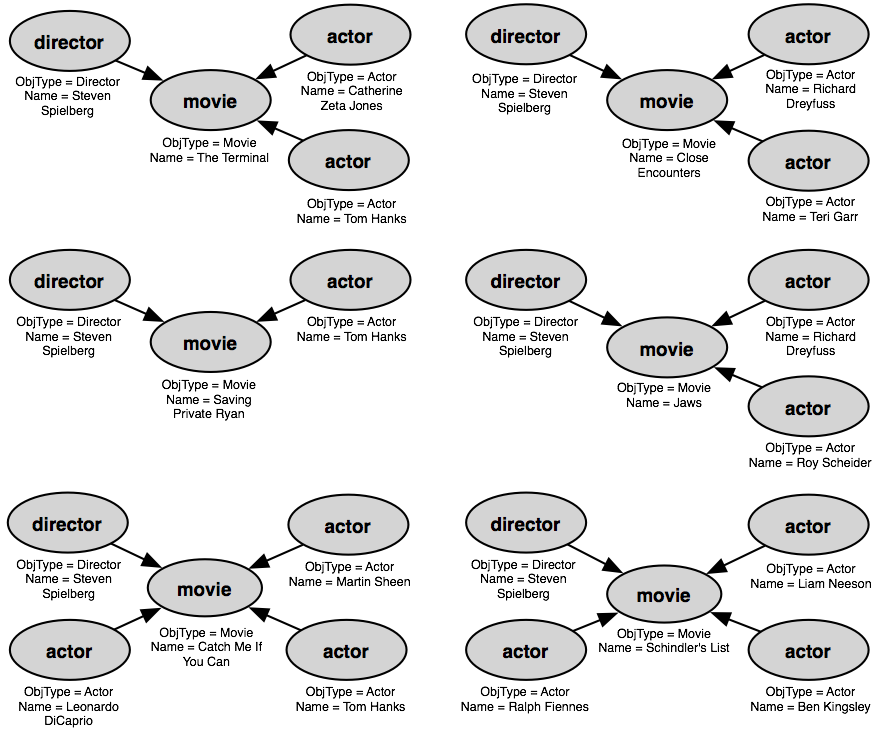 director
ObjType = Director
Name = Steven
Spielberg
actor
ObjType = Actor
Name = Catherine
Zeta Jones
movie
ObjType = Movie
Name = The Terminal
actor
ObjType = Actor
Name = Tom Hanks
director
ObjType = Director
Name = Steven
Spielberg
actor
ObjType = Actor
Name = Richard
Dreyfuss
movie
ObjType = Movie
Name = Close
Encounters
actor
ObjType = Actor
Name = Teri Garr
director
ObjType = Director
Name = Steven
Spielberg
actor
ObjType = Actor
Name = Tom Hanks
movie
ObjType = Movie
Name = Saving
Private Ryan
director
ObjType = Director
Name = Steven
Spielberg
actor
ObjType = Actor
Name = Richard
Dreyfuss
movie
ObjType = Movie
Name = Jaws
actor
ObjType = Actor
Name = Roy Scheider
director
ObjType = Director
Name = Steven
Spielberg
actor
ObjType = Actor
Name = Martin Sheen
movie
ObjType = Movie
Name = Catch Me If
You Can
actor
ObjType = Actor
Name = Leonardo
DiCaprio
actor
ObjType = Actor
Name = Tom Hanks
director
ObjType = Director
Name = Steven
Spielberg
actor
ObjType = Actor
Name = Liam Neeson
movie
ObjType = Movie
Name = Schindler's List
actor
ObjType = Actor
Name = Ralph Fiennes
actor
ObjType = Actor
Name = Ben Kingsley